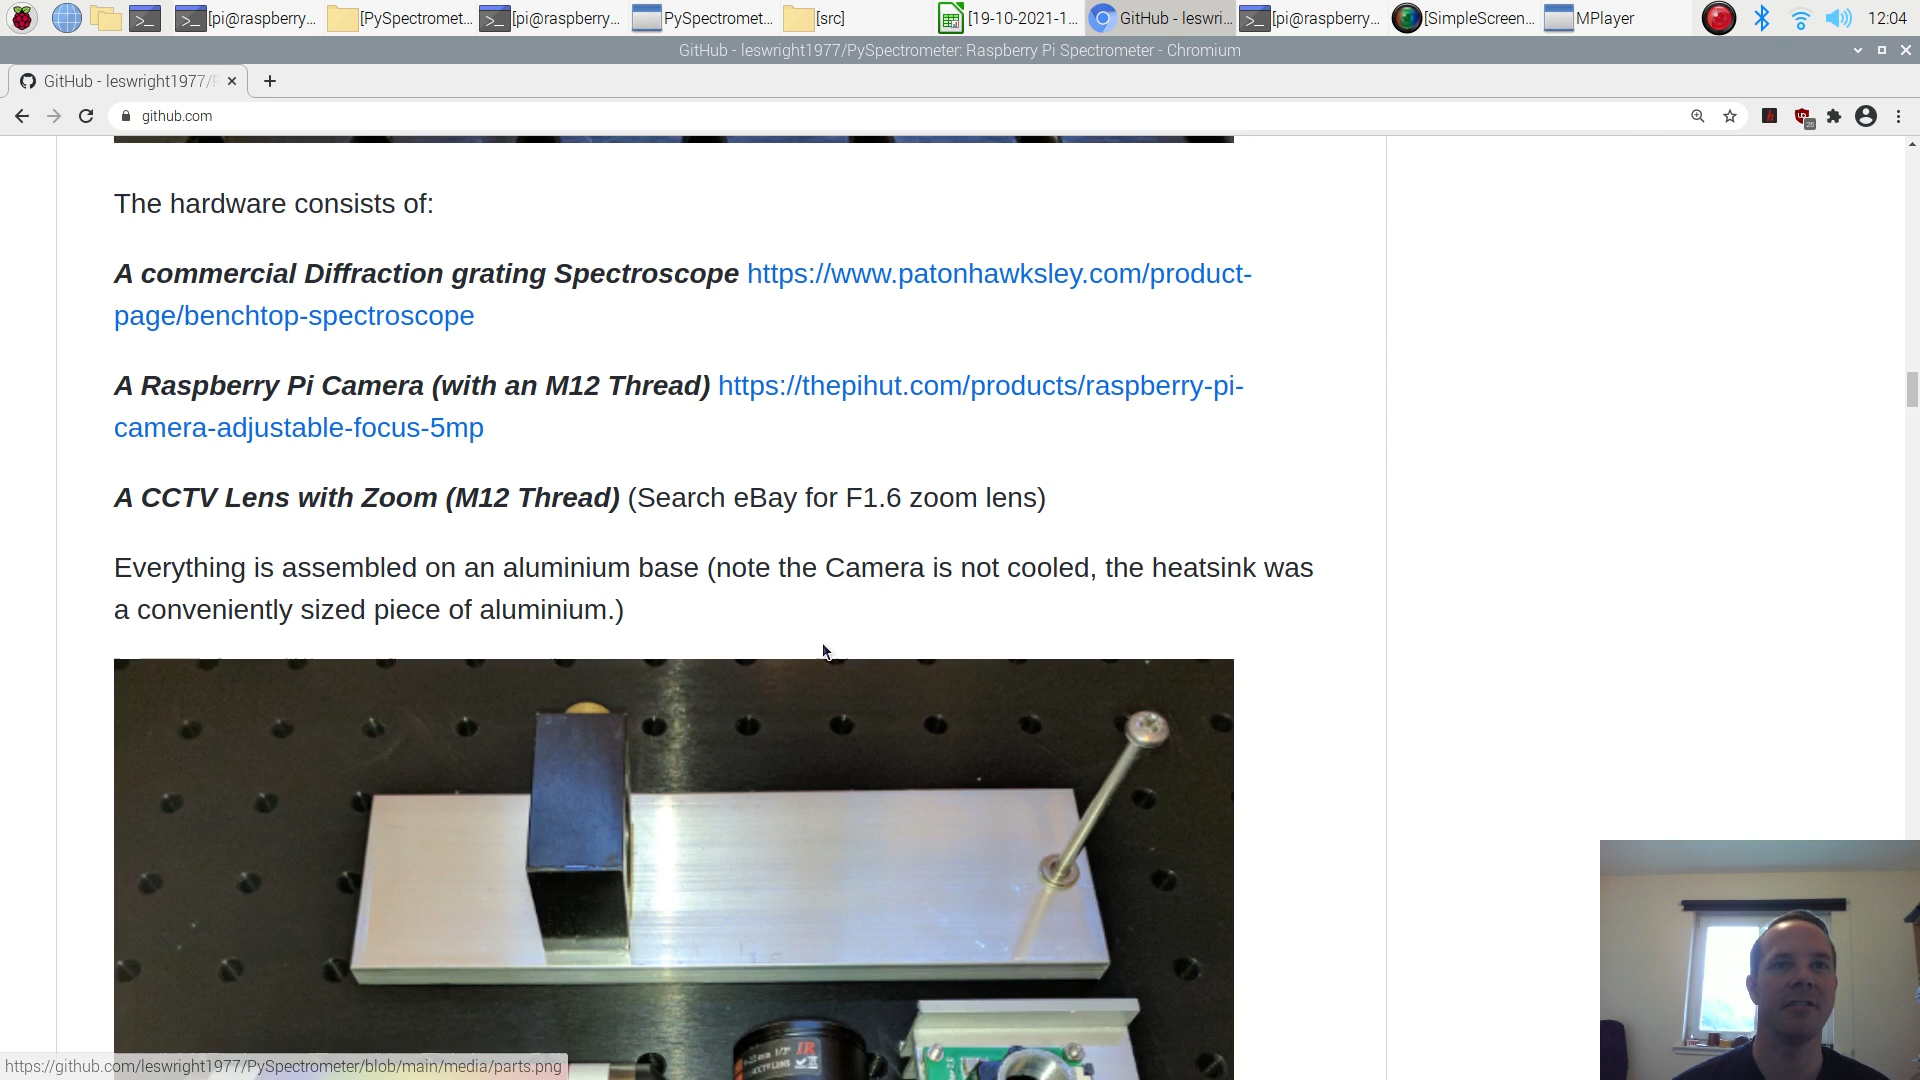 [pi@raspberry...
[PySpectromet...
[pi@raspberry...
PySpectromet...
[src]
[19-10-2021-1...
GitHub - leswri...
[pi@raspberry...
[SimpleScreen...
MPlayer
12:04
GitHub - leswright1977/PySpectrometer: Raspberry Pi Spectrometer - Chromium
GitHub - leswright1977/P
github.com
The hardware consists of:
A commercial Diffraction grating Spectroscope https://www.patonhawksley.com/product-
page/benchtop-spectroscope
A Raspberry Pi Camera (with an M12 Thread) https://thepihut.com/products/raspberry-pi-
camera-adjustable-focus-5mp
A CCTV Lens with Zoom (M12 Thread) (Search eBay for F1.6 zoom lens)
Everything is assembled on an aluminium base (note the Camera is not cooled, the heatsink was
a conveniently sized piece of aluminium.)
IR
https://github.com/leswright1977/PySpectrometer/blob/main/media/parts.png